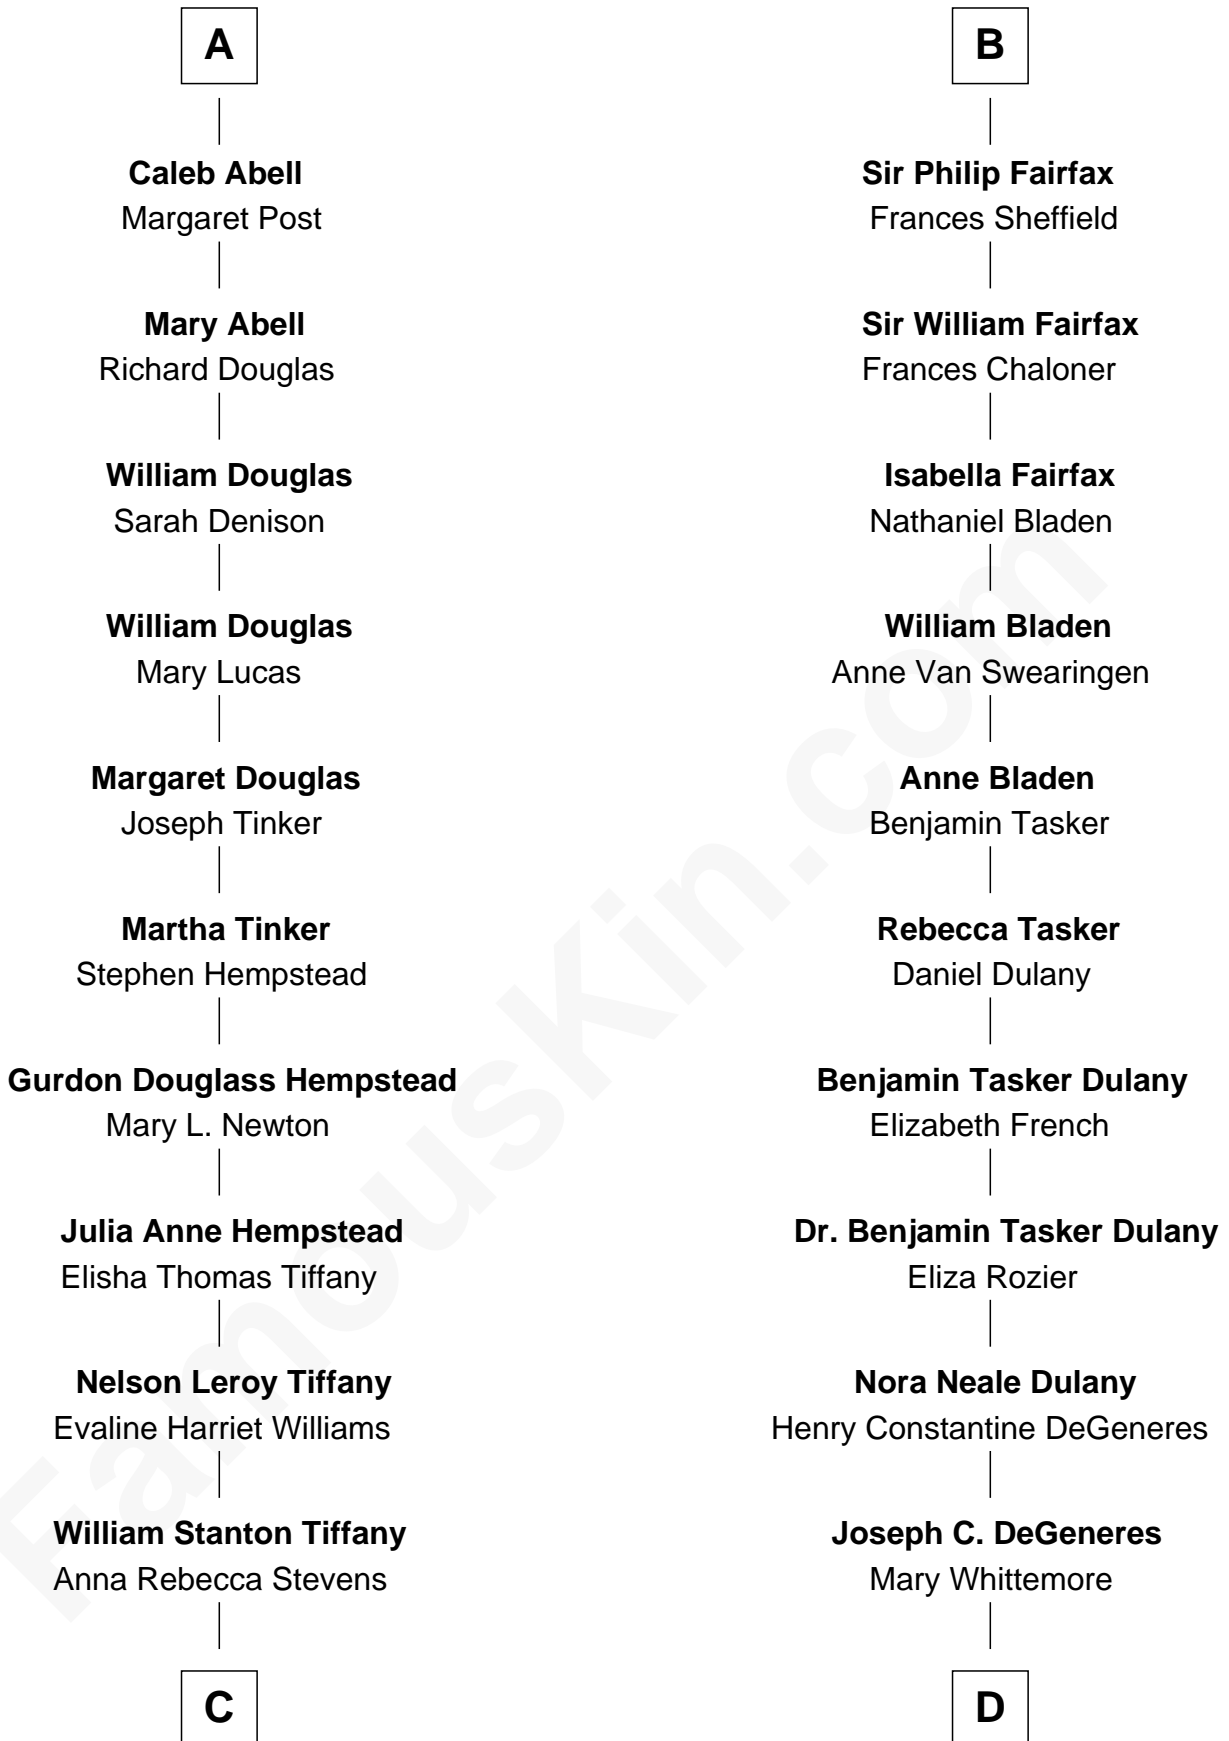 A
Caleb Abell
Margaret Post
Mary Abell
Richard Douglas
William Douglas
Sarah Denison
William Douglas
Mary Lucas
Margaret Douglas
Joseph Tinker
Martha Tinker
Stephen Hempstead
Gurdon Douglass Hempstead
Mary L. Newton
Julia Anne Hempstead
Elisha Thomas Tiffany
Nelson Leroy Tiffany
Evaline Harriet Williams
William Stanton Tiffany
Anna Rebecca Stevens
C
B
Sir Philip Fairfax
Frances Sheffield
Sir William Fairfax
Frances Chaloner
Isabella Fairfax
Nathaniel Bladen
William Bladen
Anne Van Swearingen
Anne Bladen
Benjamin Tasker
Rebecca Tasker
Daniel Dulany
Benjamin Tasker Dulany
Elizabeth French
Dr. Benjamin Tasker Dulany
Eliza Rozier
Nora Neale Dulany
Henry Constantine DeGeneres
Joseph C. DeGeneres
Mary Whittemore
D
FamousKin.com